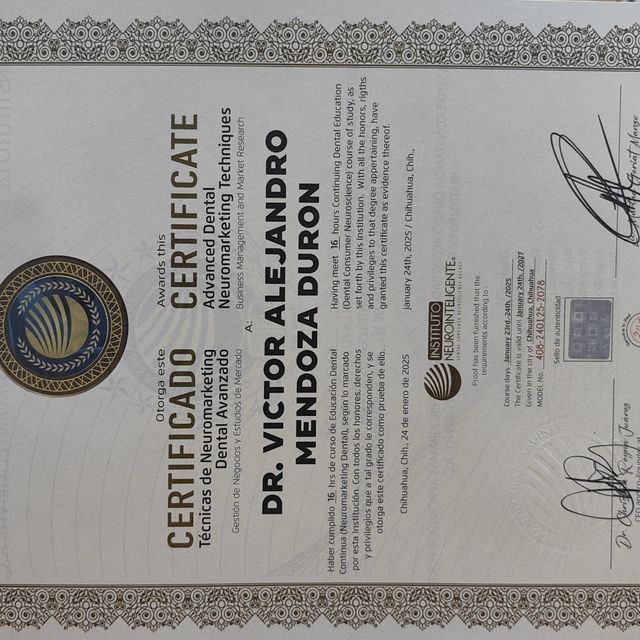 Otorga este
CERTIFICADO
Técnicas de Neuromarketing
Dental Avanzado
Gestión de Negocios y Estudios de Mercado
Awards this
CERTIFICATE
Advanced Dental
Neuromarketing Techniques
Business Management and Market Research
A:
DR. VICTOR ALEJANDRO
MENDOZA DURON
Haber cumplido 16 hrs de curso de Educación Dental
Continua (Neuromarketing Dental), según lo marcado
por esta Institución. Con todos los honores, derechos
y privilegios que a tal grado le corresponden, y se
otorga este certificado como prueba de ello.
Chihuahua, Chih., 24 de enero de 2025
Having meet 16 hours Continuing Dental Education
(Dental Consumer Neuroscience) course of study, as
set forth by this Institution. With all the honors, rigths
and privileges to that degree appertaining, have
granted this certificate as evidence thereof.
January 24th, 2025 / Chihuahua, Chih.,
INSTITUTO
NEUROINTELIGENTE
Proof has been furnished that the
requirements according to :
Course days January 23rd -24th, /2025
The Certificate is valid until January 24th, /2027
Given in the city of Chihuahua, Chihuahua
MODEL No. 406-240125-2078
Sello de autenticidad